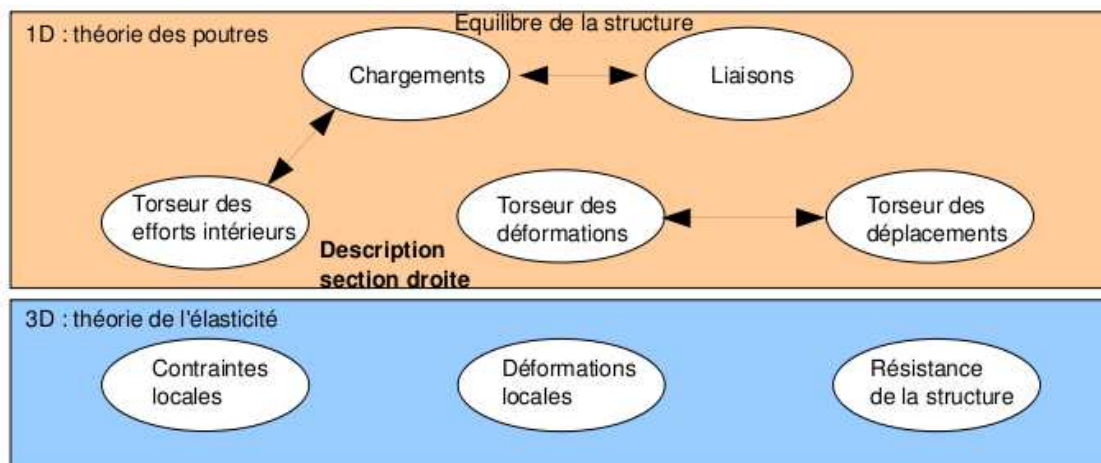 Equilibre de la structure
1D : théorie des poutres
Chargements
Liaisons
Torseur des
efforts intérieurs
Torseur des
déformations
Torseur des
déplacements
Description
section droite
3D : théorie de l'élasticité
Contraintes
locales
Déformations
locales
Résistance
de la structure